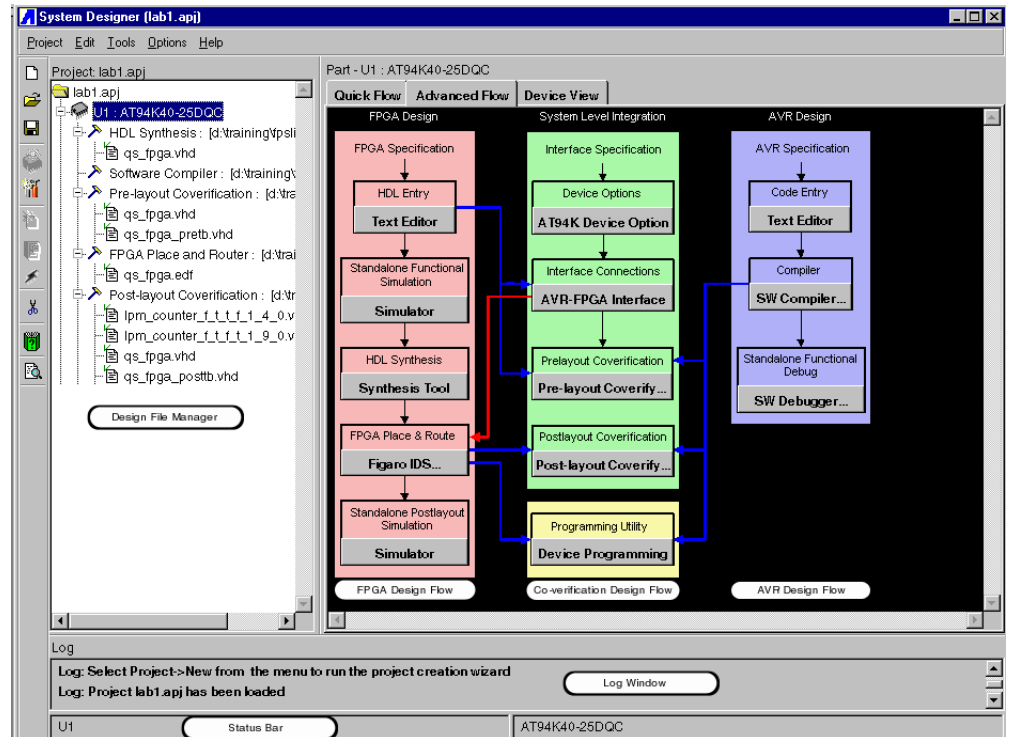 System Designer (lab1.apj)
Project Edit Tools Options Help
Project: lab1.apj
lab1.apj
U1 : AT94K40-25DQC
HDL Synthesis : [d:\training\fpsli
qs_fpga.vhd
Software Compiler : [d:\training\
Pre-layout Coverification : [d:\tra
qs_fpga.vhd
qs_fpga_pretb.vhd
FPGA Place and Router : [d:\trai
qs_fpga.edf
Post-layout Coverification : [d:\tr
lpm_counter_f_t_t_f_1_4_0.v
lpm_counter_f_t_f_t_1_9_0.v
qs_fpga.vhd
qs_fpga_posttb.vhd
Design File Manager
Part - U1 : AT94K40-25DQC
Quick Flow Advanced Flow Device View
FPGA Design
FPGA Specification
HDL Entry
Text Editor
Standalone Functional
Simulation
Simulator
HDL Synthesis
Synthesis Tool
FPGA Place & Route
Figaro IDS...
Standalone Postlayout
Simulation
Simulator
FPGA Design Flow
System Level Integration
Interface Specification
Device Options
AT94K Device Option
Interface Connections
AVR-FPGA Interface
Prelayout Coverification
Pre-layout Coverify...
Postlayout Coverification
Post-layout Coverify...
Programming Utility
Device Programming
Co-verification Design Flow
AVR Design
AVR Specification
Code Entry
Text Editor
Compiler
SW Compiler...
Standalone Functional
Debug
SW Debugger...
AVR Design Flow
Log
Log: Select Project->New from the menu to run the project creation wizard
Log: Project lab1.apj has been loaded
Log Window
U1
Status Bar
AT94K40-25DQC